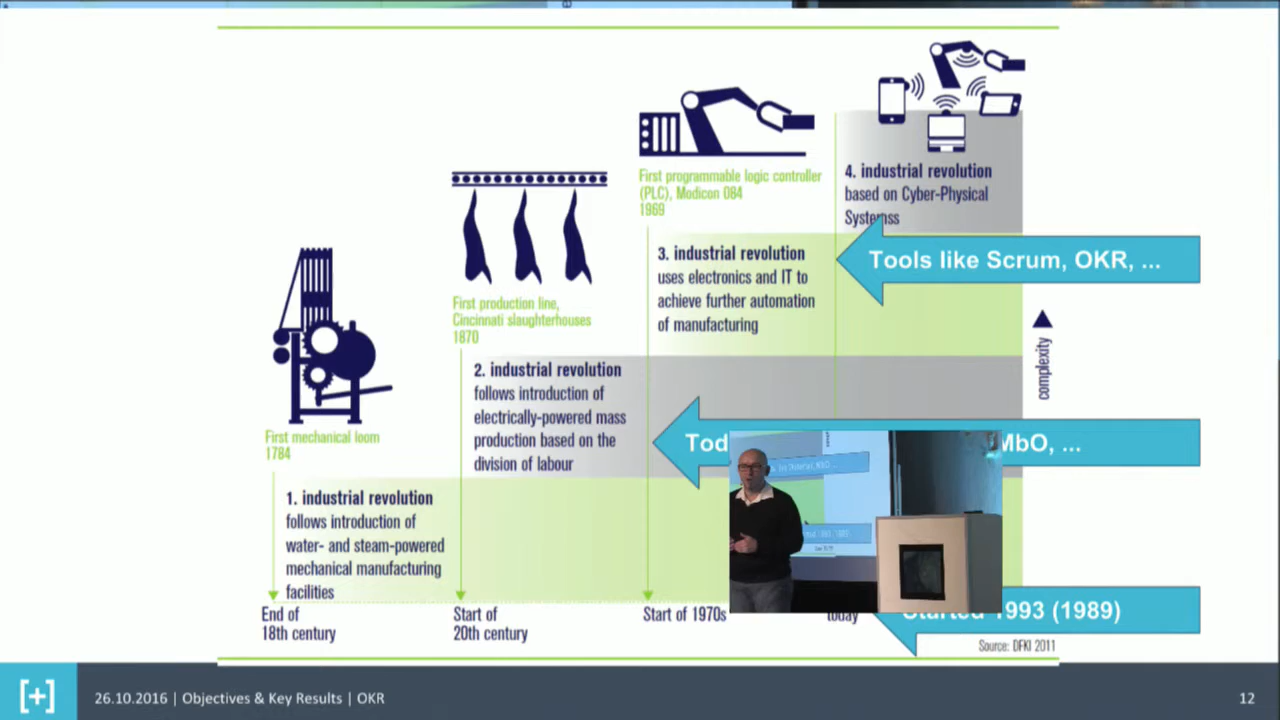 4. industrial revolution
based on Cyber-Physical
Systemss
First programmable logic controller
(PLC), Modicon 084
1969
3. industrial revolution
uses electronics and IT to
achieve further automation
of manufacturing
Tools like Scrum, OKR, ...
First production line,
Cincinnati slaughterhouses
1870
2. industrial revolution
follows introduction of
electrically-powered mass
production based on the
division of labour
complexity
First mechanical loom
1784
1. industrial revolution
follows introduction of
water- and steam-powered
mechanical manufacturing
facilities
Tod MbO, ...
Started 1993 (1989)
End of
18th century
Start of
20th century
Start of 1970s
today
Source: DFKI 2011
[+]
26.10.2016 | Objectives & Key Results | OKR
12